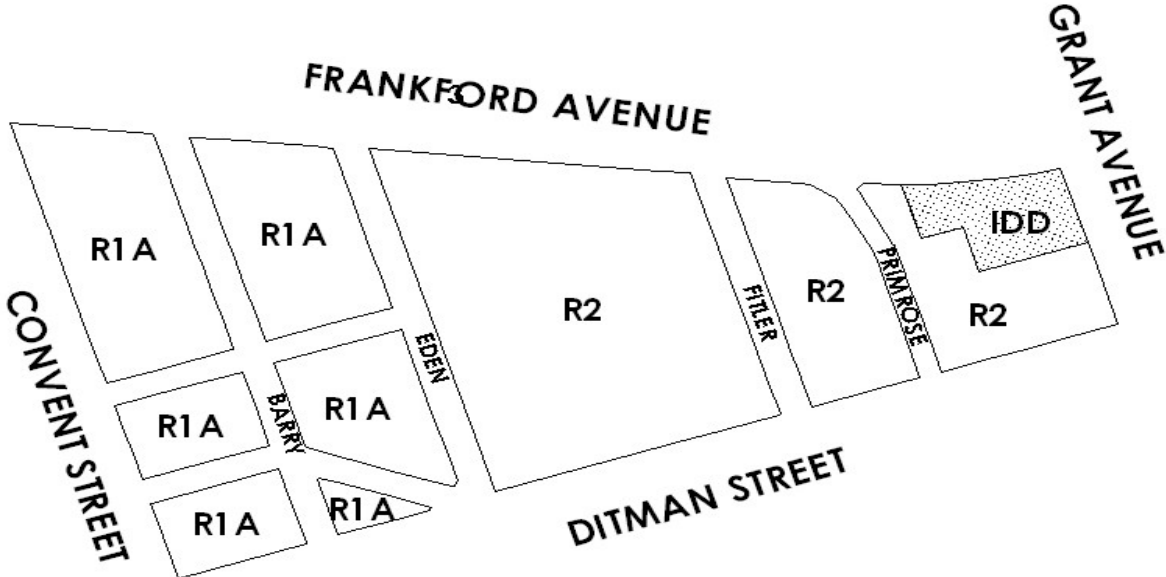 GRANT AVENUE
FRANKFORD AVENUE
R1A
R1A
R2
R2
IDD
R2
PRIMROSE
FITLER
EDEN
CONVENT STREET
R1A
BARRY
R1A
R1A
R1A
DITMAN STREET